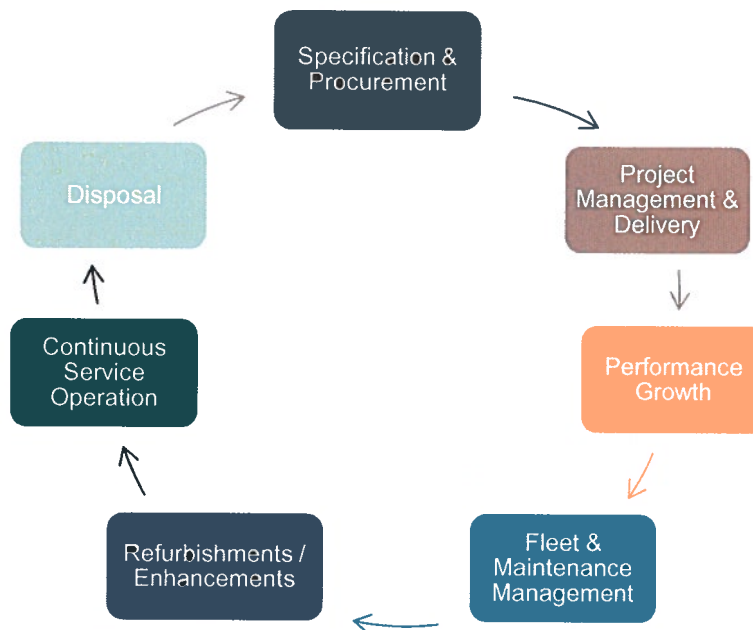 Specification &
Procurement
Project
Management &
Delivery
Performance
Growth
Fleet &
Maintenance
Management
Refurbishments /
Enhancements
Continuous
Service
Operation
Disposal